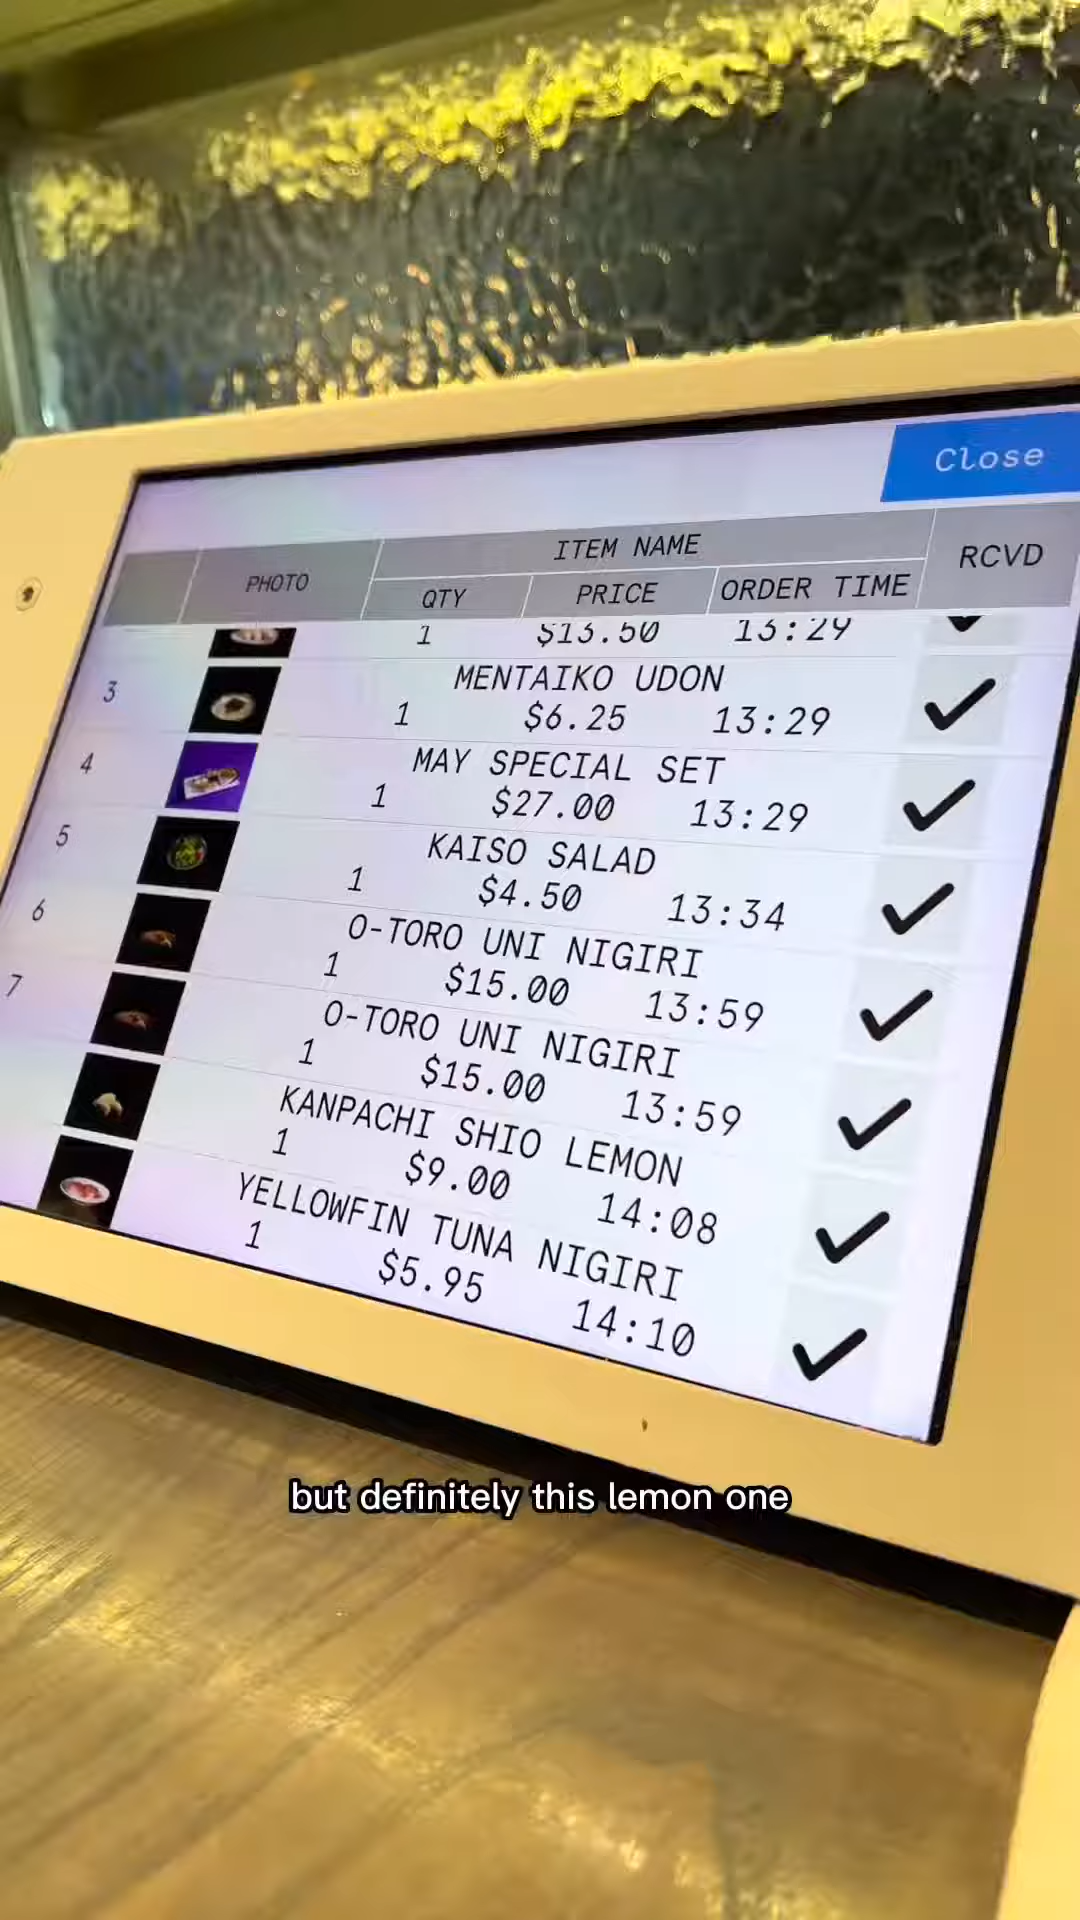 Close
PHOTO
ITEM NAME
RCVD
QTY
PRICE
ORDER TIME
1 $13.50 13:29
3
MENTAIKO UDON
1 $6.25 13:29
4
MAY SPECIAL SET
1 $27.00 13:29
5
KAISO SALAD
1 $4.50 13:34
6
O-TORO UNI NIGIRI
1 $15.00 13:59
7
O-TORO UNI NIGIRI
1 $15.00 13:59
KANPACHI SHIO LEMON
1 $9.00 14:08
YELLOWFIN TUNA NIGIRI
1 $5.95 14:10
but definitely this lemon one